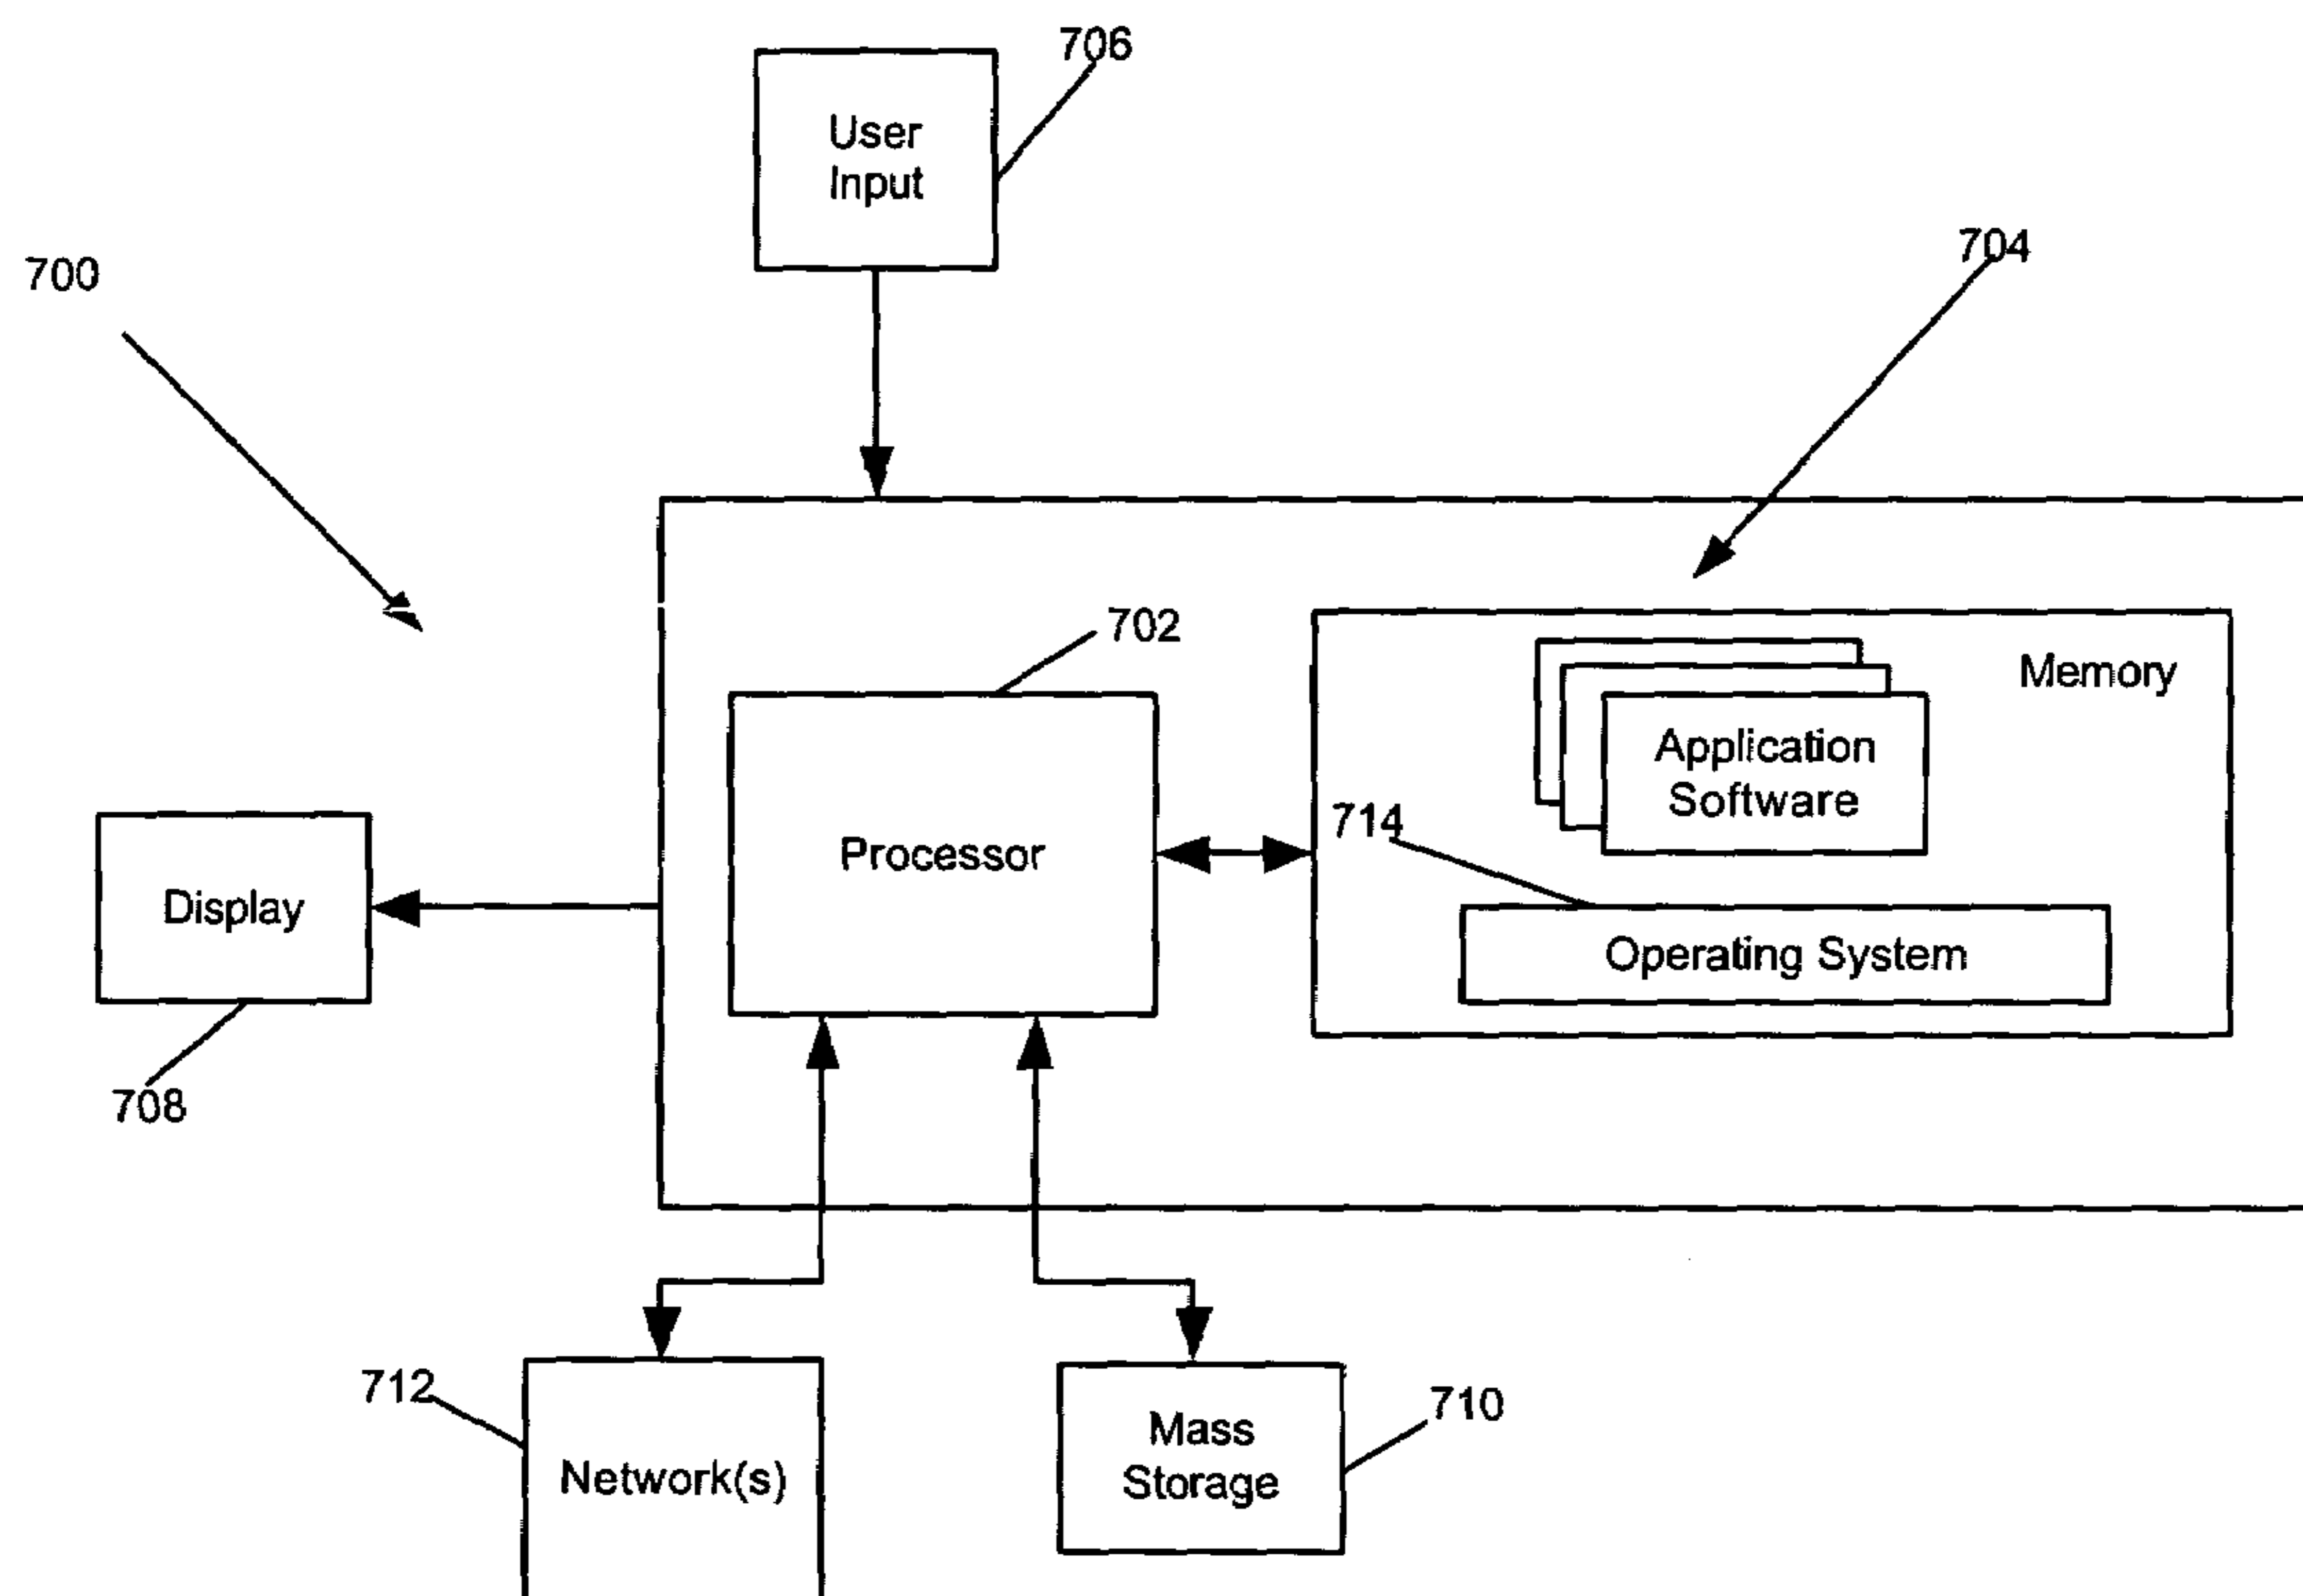 706
User
Input
700
704
702
Memory
Application
Software
714
Processor
Display
Operating System
708
712
710
Mass
Storage
Network(s)